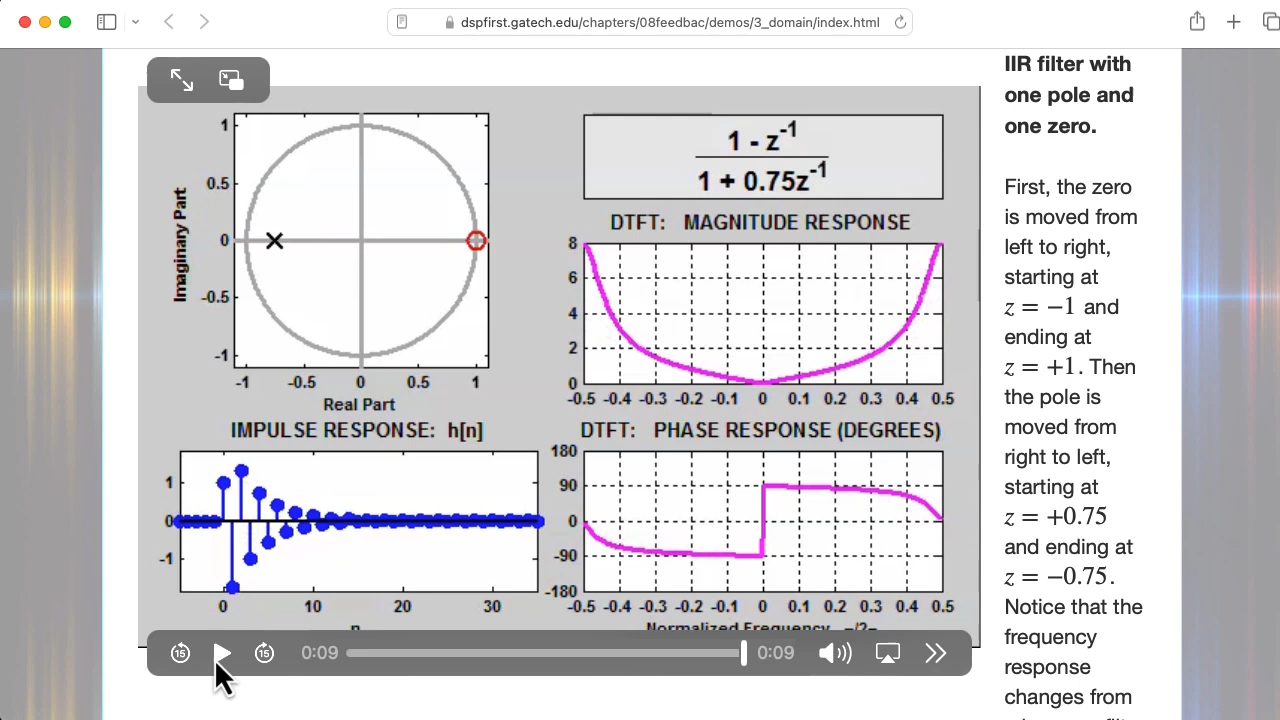 dspfirst.gatech.edu/chapters/08feedbac/demos/3_domain/index.html
1
0.5
0
-0.5
-1
Imaginary Part
-1 -0.5 0 0.5 1
Real Part
1 - z^-1
1 + 0.75z^-1
DTFT: MAGNITUDE RESPONSE
8
6
4
2
0
-0.5 -0.4 -0.3 -0.2 -0.1 0 0.1 0.2 0.3 0.4 0.5
IMPULSE RESPONSE: h[n]
1
0
-1
0 10 20 30
n
DTFT: PHASE RESPONSE (DEGREES)
180
90
0
-90
-180
-0.5 -0.4 -0.3 -0.2 -0.1 0 0.1 0.2 0.3 0.4 0.5
Normalized Frequency
15 15 0:09 0:09
IIR filter with
one pole and
one zero.
First, the zero
is moved from
left to right,
starting at
z = −1 and
ending at
z = +1. Then
the pole is
moved from
right to left,
starting at
z = +0.75
and ending at
z = −0.75.
Notice that the
frequency
response
changes from